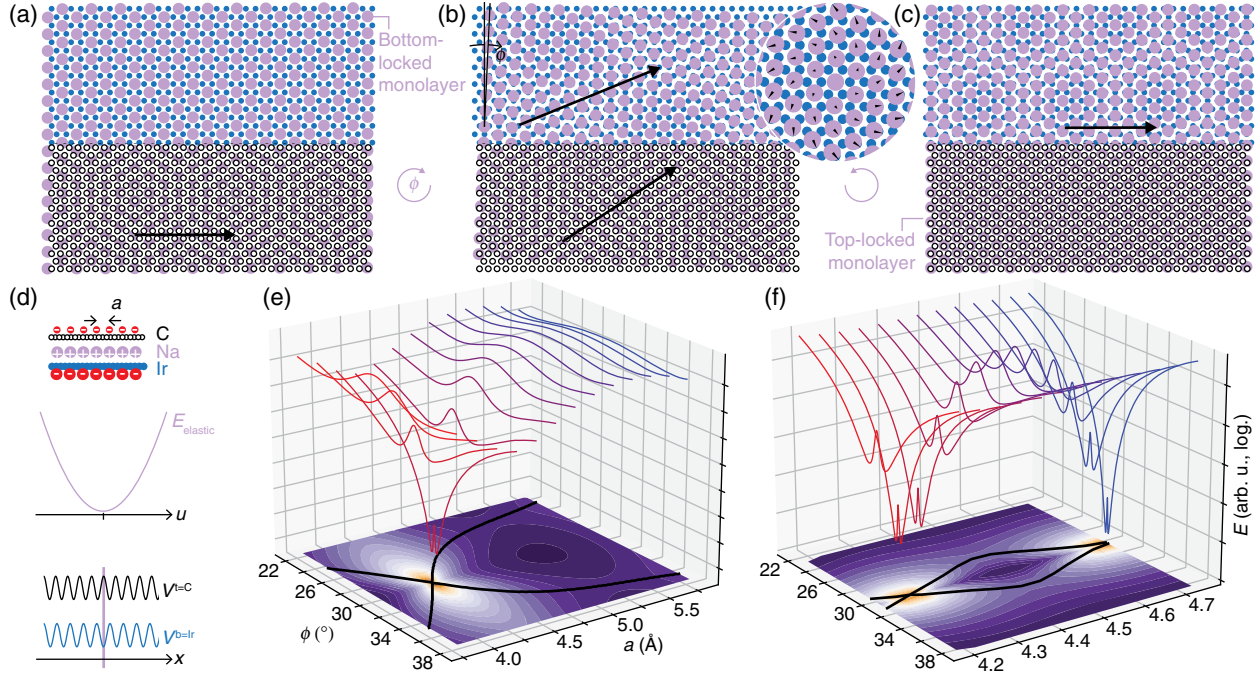 (a)
Bottom-
locked
monolayer
(b)
ϕ
(c)
ϕ
Top-locked
monolayer
(d)
a
C
Na
Ir
E elastic
u
V t=C
V b=Ir
x
(e)
22
26
30
34
38
ϕ (°)
4.0
4.5
5.0
5.5
a (Å)
(f)
22
26
30
34
38
4.2
4.3
4.4
4.5
4.6
4.7
E (arb. u., log.)